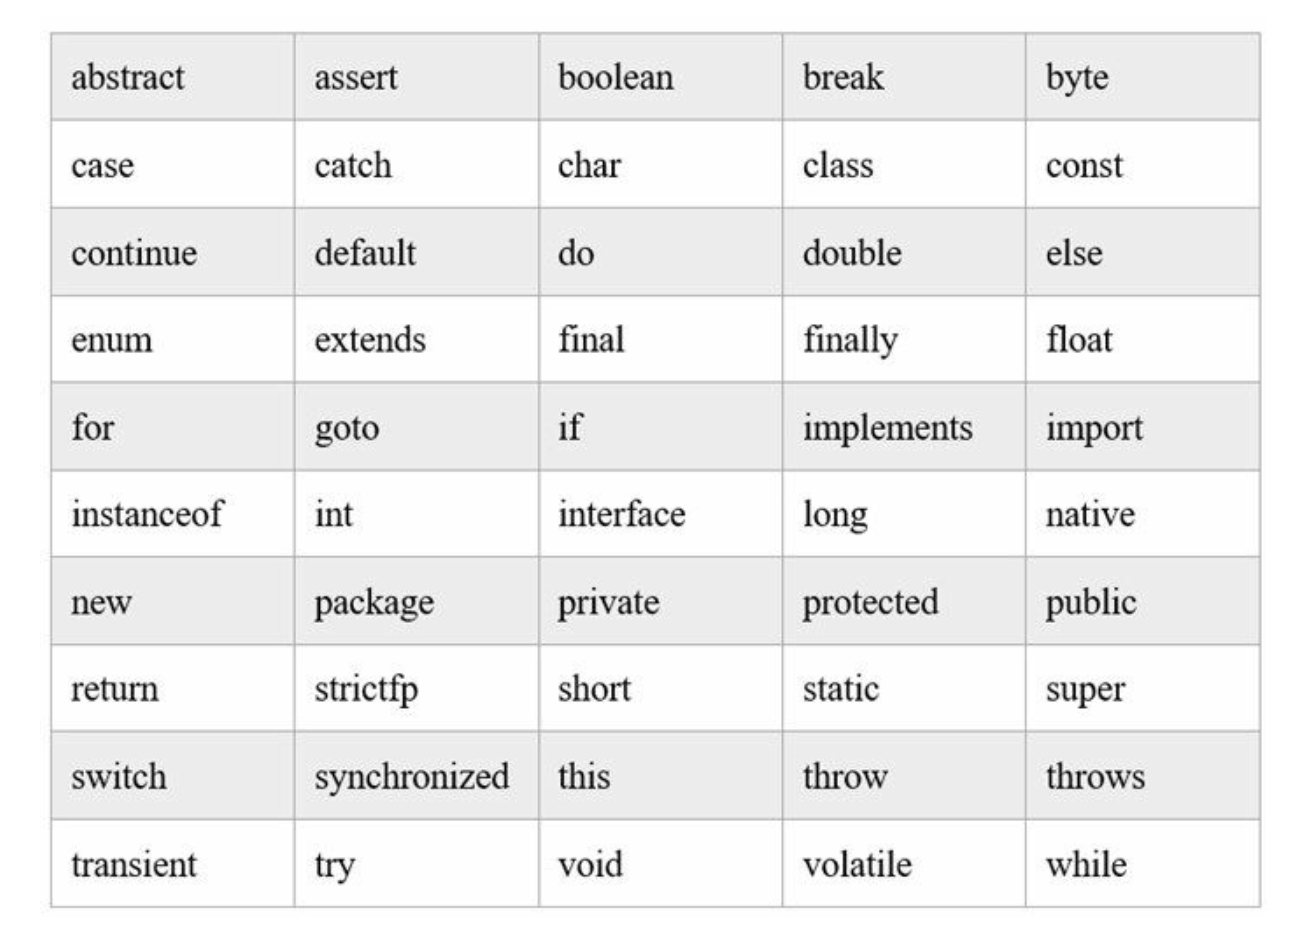 abstract assert boolean break byte
case catch char class const
continue default do double else
enum extends final finally float
for goto if implements import
instanceof int interface long native
new package private protected public
return strictfp short static super
switch synchronized this throw throws
transient try void volatile while